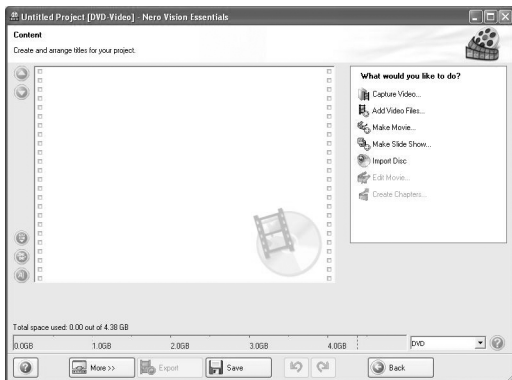 Untitled Project [DVD-Video] - Nero Vision Essentials
Content
Create and arrange titles for your project.
What would you like to do?
Capture Video...
Add Video Files...
Make Movie...
Make Slide Show...
Import Disc
Edit Movie...
Create Chapters...
Total space used: 0.00 out of 4.38 GB
0.0GB 1.0GB 2.0GB 3.0GB 4.0GB DVD
More >> Export Save Back